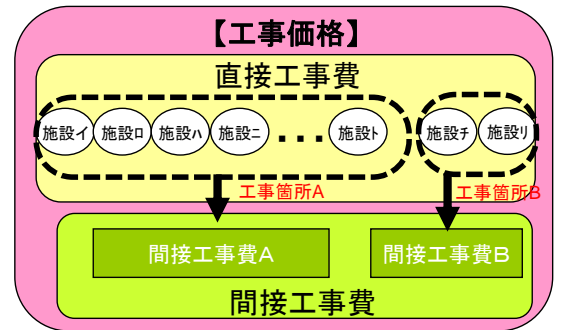 【工事価格】
直接工事費
施設イ 施設ロ 施設ハ 施設ニ ・・・ 施設ト 施設チ 施設リ
工事箇所A 工事箇所B
間接工事費A 間接工事費B
間接工事費